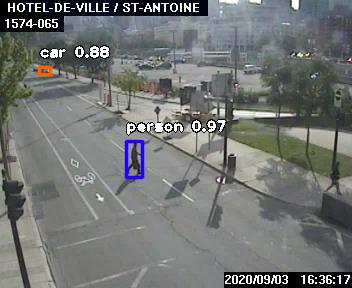 HOTEL-DE-VILLE / ST-ANTOINE
1574-065
car 0.88
person 0.97
2020/09/03 16:36:17